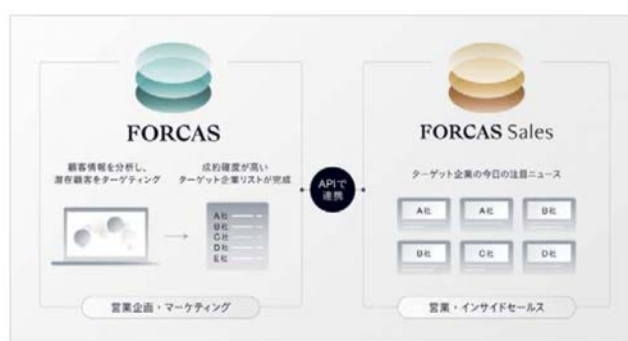 FORCAS
顧客情報を分析し、
潜在顧客をターゲティング
成約確度が高い
ターゲット企業リストが完成
A社
B社
C社
D社
E社
営業企画・マーケティング
APIで
連携
FORCAS Sales
ターゲット企業の今日の注目ニュース
A社
A社
B社
B社
C社
D社
営業・インサイドセールス